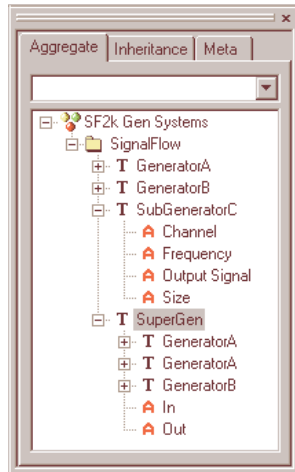 Aggregate Inheritance Meta
SF2k Gen Systems
SignalFlow
T GeneratorA
T GeneratorB
T SubGeneratorC
A Channel
A Frequency
A Output Signal
A Size
T SuperGen
T GeneratorA
T GeneratorA
T GeneratorB
A In
A Out